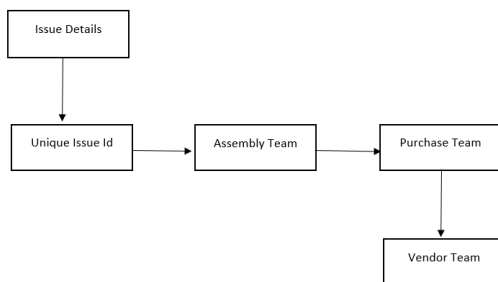 Issue Details
Unique Issue Id
Assembly Team
Purchase Team
Vendor Team